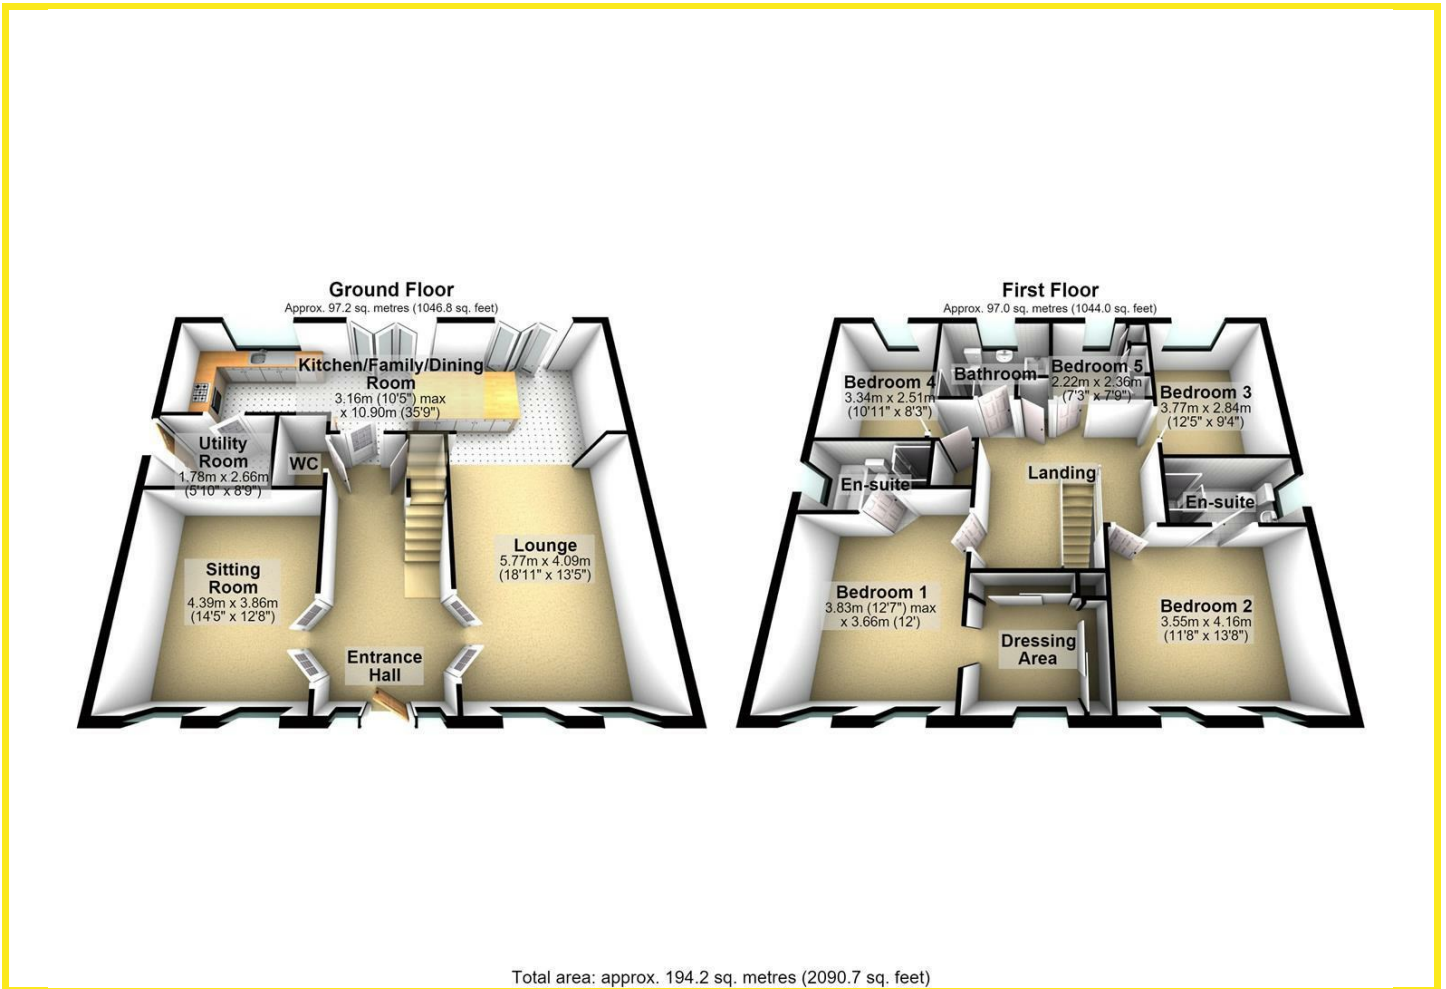 Ground Floor
Approx. 97.2 sq. metres (1046.8 sq. feet)
Kitchen/Family/Dining
Room
3.16m (10'5") max
x 10.90m (35'9")
Utility
Room
1.78m x 2.66m
(5'10" x 8'9")
WC
Lounge
5.77m x 4.09m
(18'11" x 13'5")
Sitting
Room
4.39m x 3.86m
(14'5" x 12'8")
Entrance
Hall
First Floor
Approx. 97.0 sq. metres (1044.0 sq. feet)
Bedroom 4
3.34m x 2.51m
(10'11" x 8'3")
Bathroom
Bedroom 5
2.22m x 2.36m
(7'3" x 7'9")
Bedroom 3
3.77m x 2.84m
(12'5" x 9'4")
En-suite
Landing
En-suite
Bedroom 1
3.83m (12'7") max
x 3.66m (12')
Dressing
Area
Bedroom 2
3.55m x 4.16m
(11'8" x 13'8")
Total area: approx. 194.2 sq. metres (2090.7 sq. feet)